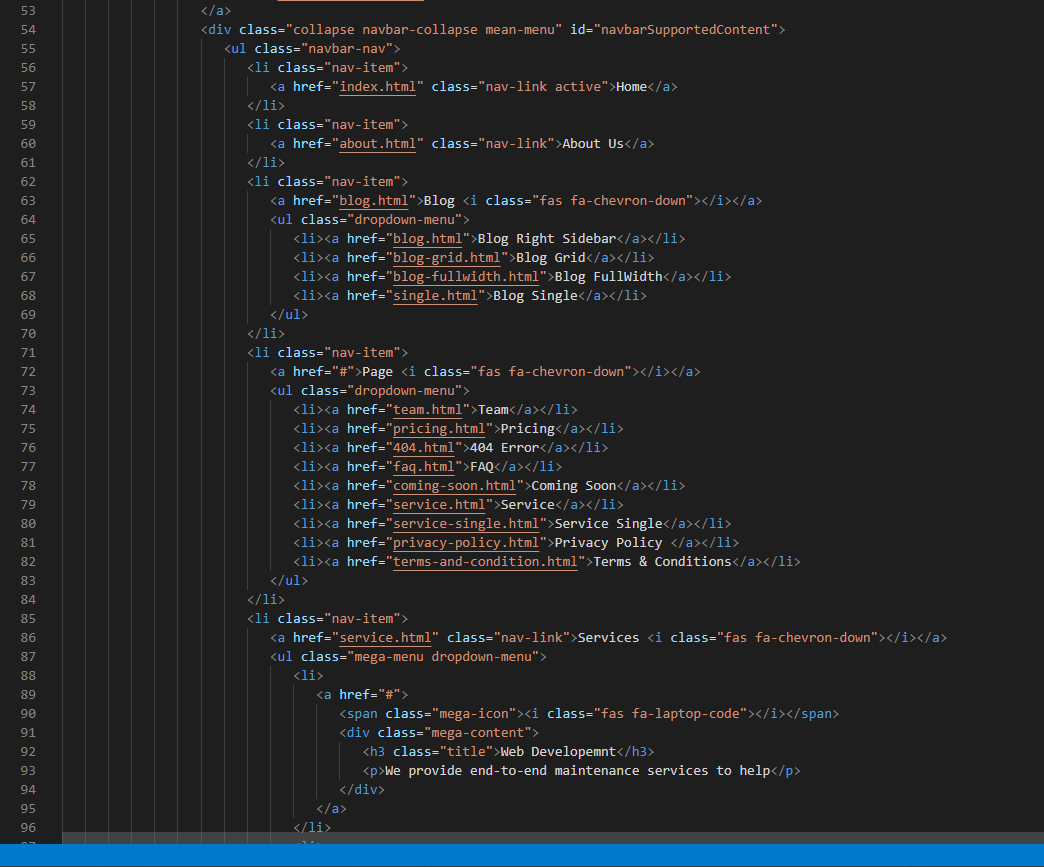 53 </a>
54 <div class="collapse navbar-collapse mean-menu" id="navbarSupportedContent">
55 <ul class="navbar-nav">
56 <li class="nav-item">
57 <a href="index.html" class="nav-link active">Home</a>
58 </li>
59 <li class="nav-item">
60 <a href="about.html" class="nav-link">About Us</a>
61 </li>
62 <li class="nav-item">
63 <a href="blog.html">Blog <i class="fas fa-chevron-down"></i></a>
64 <ul class="dropdown-menu">
65 <li><a href="blog.html">Blog Right Sidebar</a></li>
66 <li><a href="blog-grid.html">Blog Grid</a></li>
67 <li><a href="blog-fullwidth.html">Blog FullWidth</a></li>
68 <li><a href="single.html">Blog Single</a></li>
69 </ul>
70 </li>
71 <li class="nav-item">
72 <a href="#">Page <i class="fas fa-chevron-down"></i></a>
73 <ul class="dropdown-menu">
74 <li><a href="team.html">Team</a></li>
75 <li><a href="pricing.html">Pricing</a></li>
76 <li><a href="404.html">404 Error</a></li>
77 <li><a href="faq.html">FAQ</a></li>
78 <li><a href="coming-soon.html">Coming Soon</a></li>
79 <li><a href="service.html">Service</a></li>
80 <li><a href="service-single.html">Service Single</a></li>
81 <li><a href="privacy-policy.html">Privacy Policy </a></li>
82 <li><a href="terms-and-condition.html">Terms & Conditions</a></li>
83 </ul>
84 </li>
85 <li class="nav-item">
86 <a href="service.html" class="nav-link">Services <i class="fas fa-chevron-down"></i></a>
87 <ul class="mega-menu dropdown-menu">
88 <li>
89 <a href="#">
90 <span class="mega-icon"><i class="fas fa-laptop-code"></i></span>
91 <div class="mega-content">
92 <h3 class="title">Web Developemnt</h3>
93 <p>We provide end-to-end maintenance services to help</p>
94 </div>
95 </a>
96 </li>